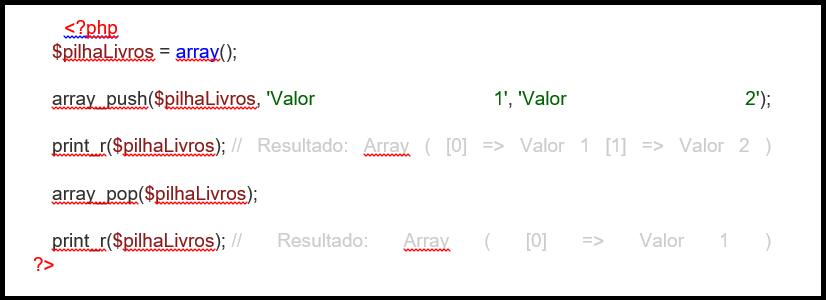 <?php
$pilhaLivros = array();
array_push($pilhaLivros, 'Valor 1', 'Valor 2');
print_r($pilhaLivros); // Resultado: Array ( [0] => Valor 1 [1] => Valor 2 )
array_pop($pilhaLivros);
print_r($pilhaLivros); // Resultado: Array ( [0] => Valor 1 )
?>